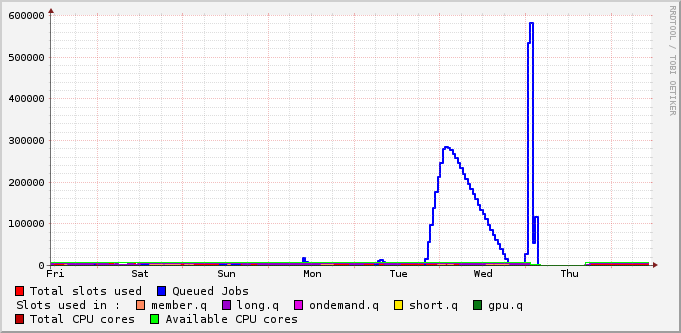 600000
500000
400000
300000
200000
100000
0
Fri Sat Sun Mon Tue Wed Thu
Total slots used Queued Jobs
Slots used in : member.q long.q ondemand.q short.q gpu.q
Total CPU cores Available CPU cores
RRDTOOL / TOBI OETIKER